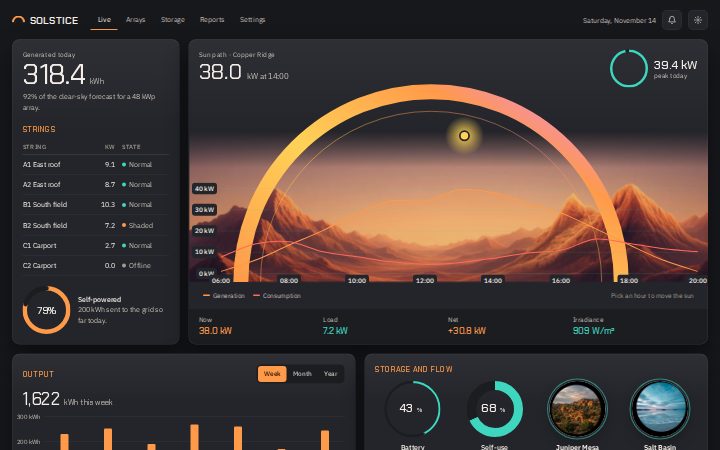 SOLSTICE
Live
Arrays
Storage
Reports
Settings
Saturday, November 14
Generated today
318.4 kWh
92% of the clear-sky forecast for a 48 kWp
array.
STRINGS
STRING KW STATE
A1 East roof 9.1 Normal
A2 East roof 8.7 Normal
B1 South field 10.3 Normal
B2 South field 7.2 Shaded
C1 Carport 2.7 Normal
C2 Carport 0.0 Offline
79%
Self-powered
200 kWh sent to the grid so
far today.
Sun path · Copper Ridge
38.0 kW at 14:00
39.4 kW
peak today
40 kW
30 kW
20 kW
10 kW
0 kW
06:00 08:00 10:00 12:00 14:00 16:00 18:00 20:00
Generation Consumption
Pick an hour to move the sun
Now
38.0 kW
Load
7.2 kW
Net
+30.8 kW
Irradiance
909 W/m²
OUTPUT
Week Month Year
1,622 kWh this week
300 kWh
200 kWh
STORAGE AND FLOW
43 %
Battery
68 %
Self-use
Juniper Mesa
Salt Basin